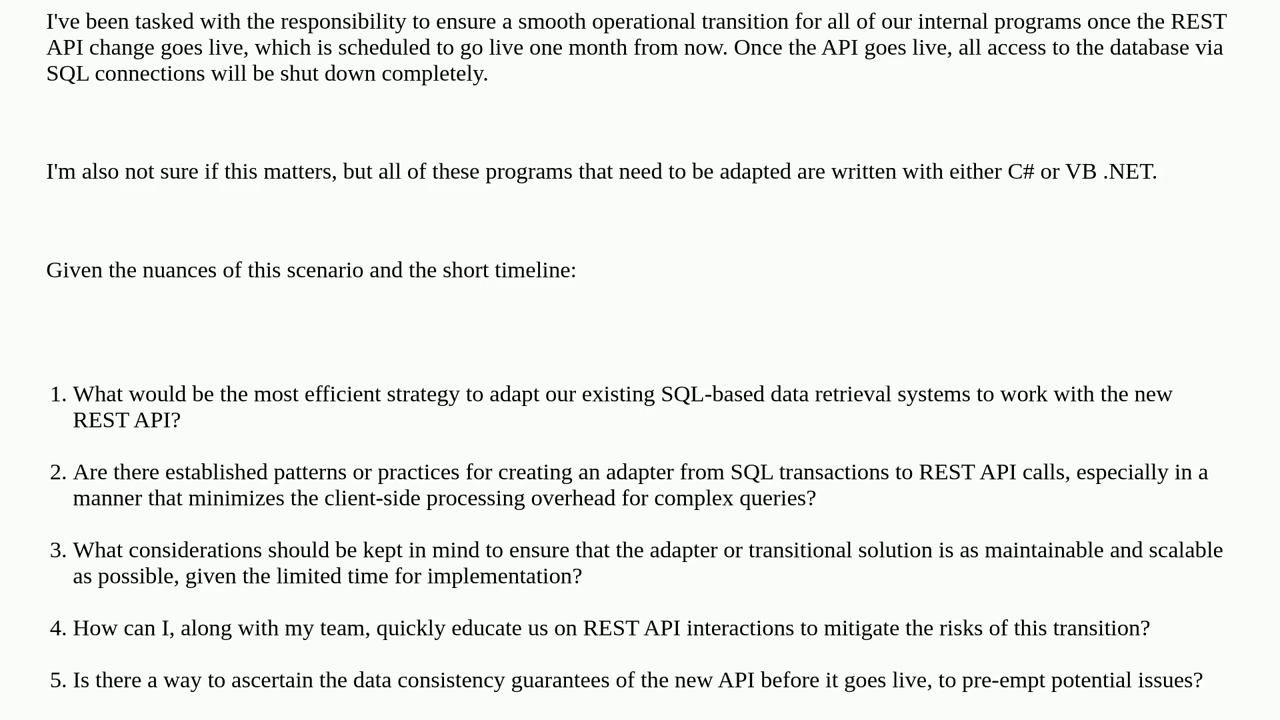 I've been tasked with the responsibility to ensure a smooth operational transition for all of our internal programs once the REST
API change goes live, which is scheduled to go live one month from now. Once the API goes live, all access to the database via
SQL connections will be shut down completely.
I'm also not sure if this matters, but all of these programs that need to be adapted are written with either C# or VB .NET.
Given the nuances of this scenario and the short timeline:
1. What would be the most efficient strategy to adapt our existing SQL-based data retrieval systems to work with the new
REST API?
2. Are there established patterns or practices for creating an adapter from SQL transactions to REST API calls, especially in a
manner that minimizes the client-side processing overhead for complex queries?
3. What considerations should be kept in mind to ensure that the adapter or transitional solution is as maintainable and scalable
as possible, given the limited time for implementation?
4. How can I, along with my team, quickly educate us on REST API interactions to mitigate the risks of this transition?
5. Is there a way to ascertain the data consistency guarantees of the new API before it goes live, to pre-empt potential issues?